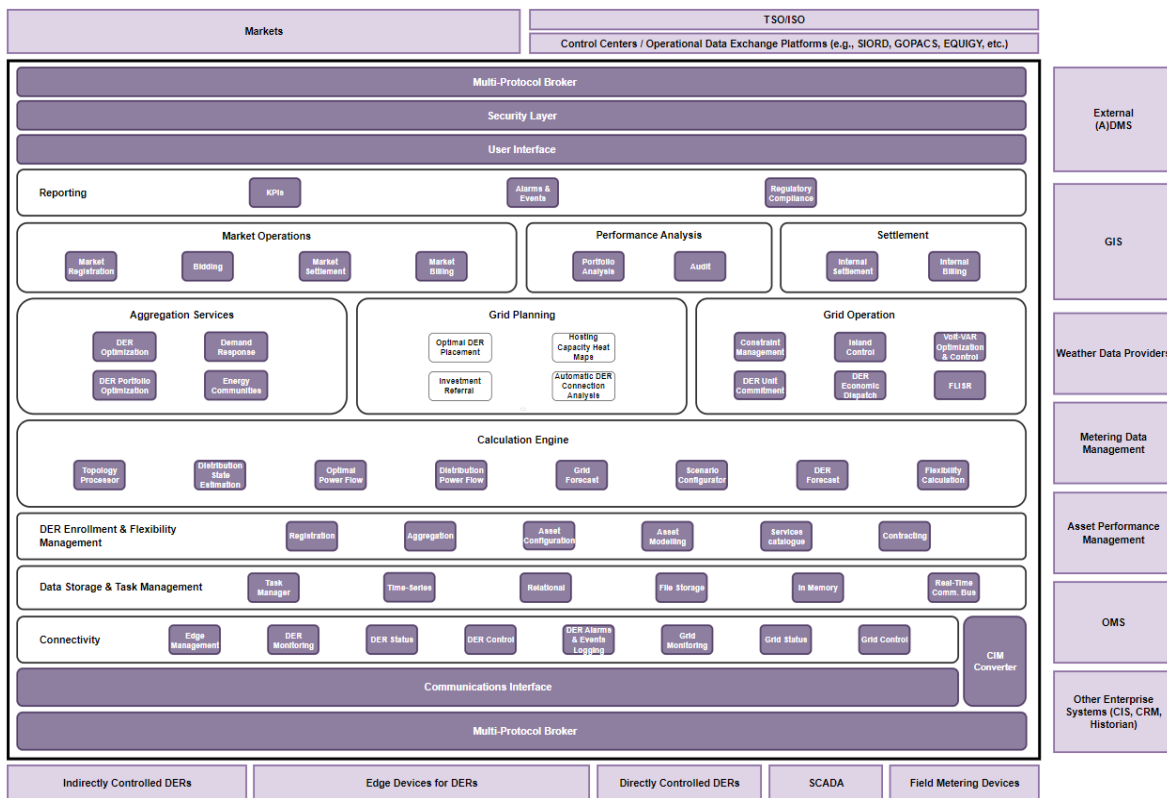 Markets
TSO/ISO
Control Centers / Operational Data Exchange Platforms (e.g., SIORD, GOPACS, EQUIGY, etc.)
Multi-Protocol Broker
Security Layer
User Interface
Reporting
KPIs
Alarms &
Events
Regulatory
Compliance
Market Operations
Market
Registration
Bidding
Market
Settlement
Market
Billing
Performance Analysis
Portfolio
Analysis
Audit
Settlement
Internal
Settlement
Internal
Billing
Aggregation Services
DER
Optimization
Demand
Response
DER Portfolio
Optimization
Energy
Communities
Grid Planning
Optimal DER
Placement
Hosting
Capacity Heat
Maps
Investment
Referral
Automatic DER
Connection
Analysis
Grid Operation
Constraint
Management
Island
Control
Volt-VAR
Optimization
& Control
DER Unit
Commitment
DER
Economic
Dispatch
FLISR
Calculation Engine
Topology
Processor
Distribution
State
Estimation
Optimal
Power Flow
Distribution
Power Flow
Grid
Forecast
Scenario
Configurator
DER
Forecast
Flexibility
Calculation
DER Enrollment & Flexibility
Management
Registration
Aggregation
Asset
Configuration
Asset
Modelling
Services
catalogue
Contracting
Data Storage & Task Management
Task
Manager
Time-Series
Relational
File Storage
In Memory
Real-Time
Comm. Bus
Connectivity
Edge
Management
DER
Monitoring
DER Status
DER Control
DER Alarms
& Events
Logging
Grid
Monitoring
Grid Status
Grid Control
CIM
Converter
Communications Interface
Multi-Protocol Broker
External
(A)DMS
GIS
Weather Data Providers
Metering Data
Management
Asset Performance
Management
OMS
Other Enterprise
Systems (CIS, CRM,
Historian)
Indirectly Controlled DERs
Edge Devices for DERs
Directly Controlled DERs
SCADA
Field Metering Devices